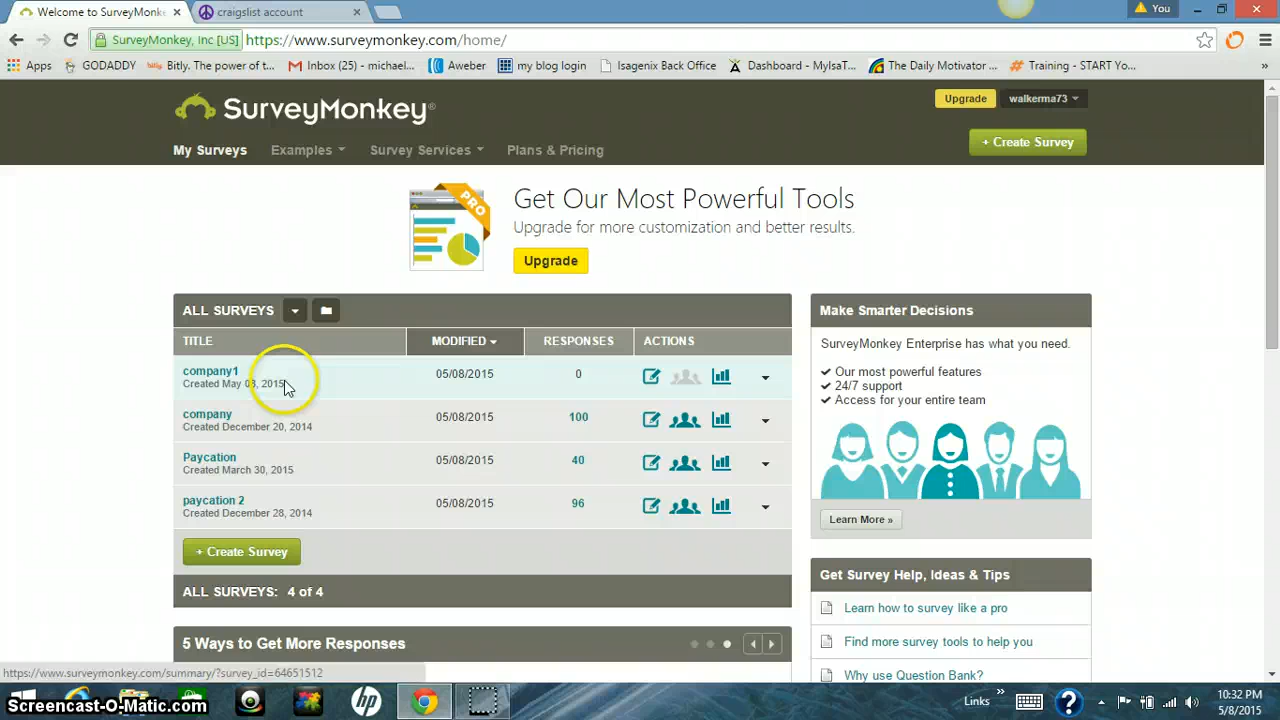 Welcome to SurveyMonke
craigslist account
You
SurveyMonkey, Inc [US]
https://www.surveymonkey.com/home/
Apps
GODADDY
Bitly. The power of t...
Inbox (25) - michael...
Aweber
my blog login
Isagenix Back Office
Dashboard - MyIsaT...
The Daily Motivator ...
Training - START Yo...
»
SurveyMonkey®
Upgrade
walkerma73
My Surveys
Examples
Survey Services
Plans & Pricing
+ Create Survey
PRO
Get Our Most Powerful Tools
Upgrade for more customization and better results.
Upgrade
ALL SURVEYS
TITLE
MODIFIED
RESPONSES
ACTIONS
company1
Created May 08, 2015
05/08/2015
0
company
Created December 20, 2014
05/08/2015
100
Paycation
Created March 30, 2015
05/08/2015
40
paycation 2
Created December 28, 2014
05/08/2015
96
+ Create Survey
ALL SURVEYS: 4 of 4
5 Ways to Get More Responses
Make Smarter Decisions
SurveyMonkey Enterprise has what you need.
Our most powerful features
24/7 support
Access for your entire team
Learn More »
Get Survey Help, Ideas & Tips
Learn how to survey like a pro
Find more survey tools to help you
Why use Question Bank?
https://www.surveymonkey.com/summary/?survey_id=64651512
Screencast-O-Matic.com
hp
Links
»
10:32 PM
5/8/2015